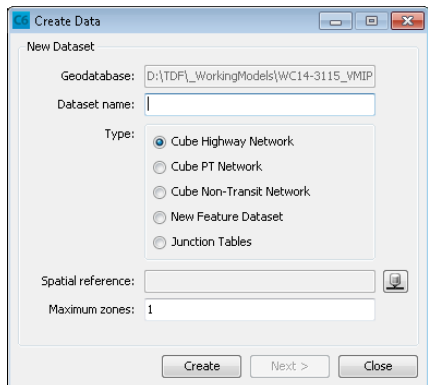 C6 Create Data
New Dataset
Geodatabase: D:\TDF\_WorkingModels\WC14-3115_VMIP
Dataset name:
Type:
Cube Highway Network
Cube PT Network
Cube Non-Transit Network
New Feature Dataset
Junction Tables
Spatial reference:
Maximum zones: 1
Create Next > Close